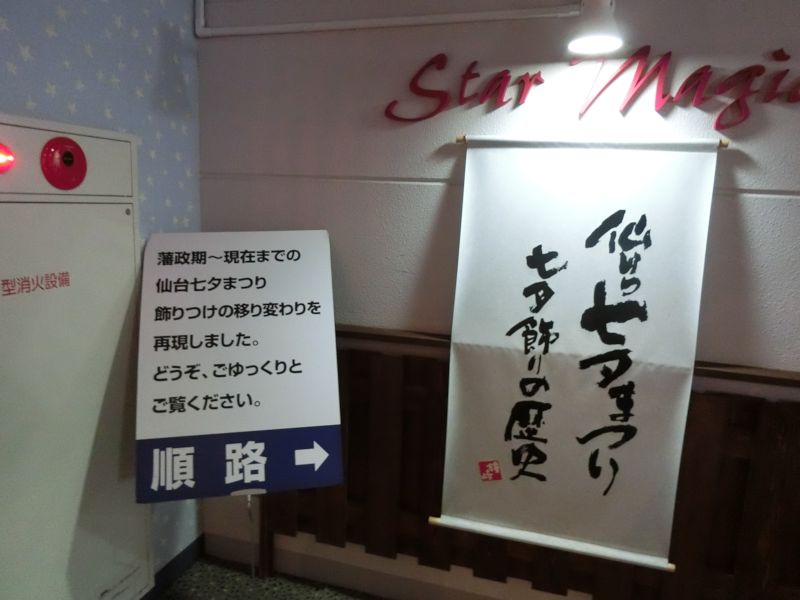 Star Magic
藩政期～現在までの
仙台七夕まつり
飾りつけの移り変わりを
再現しました。
どうぞ、ごゆっくりと
ご覧ください。
順路
仙台七夕まつり
七夕飾りの歴史
型消火設備